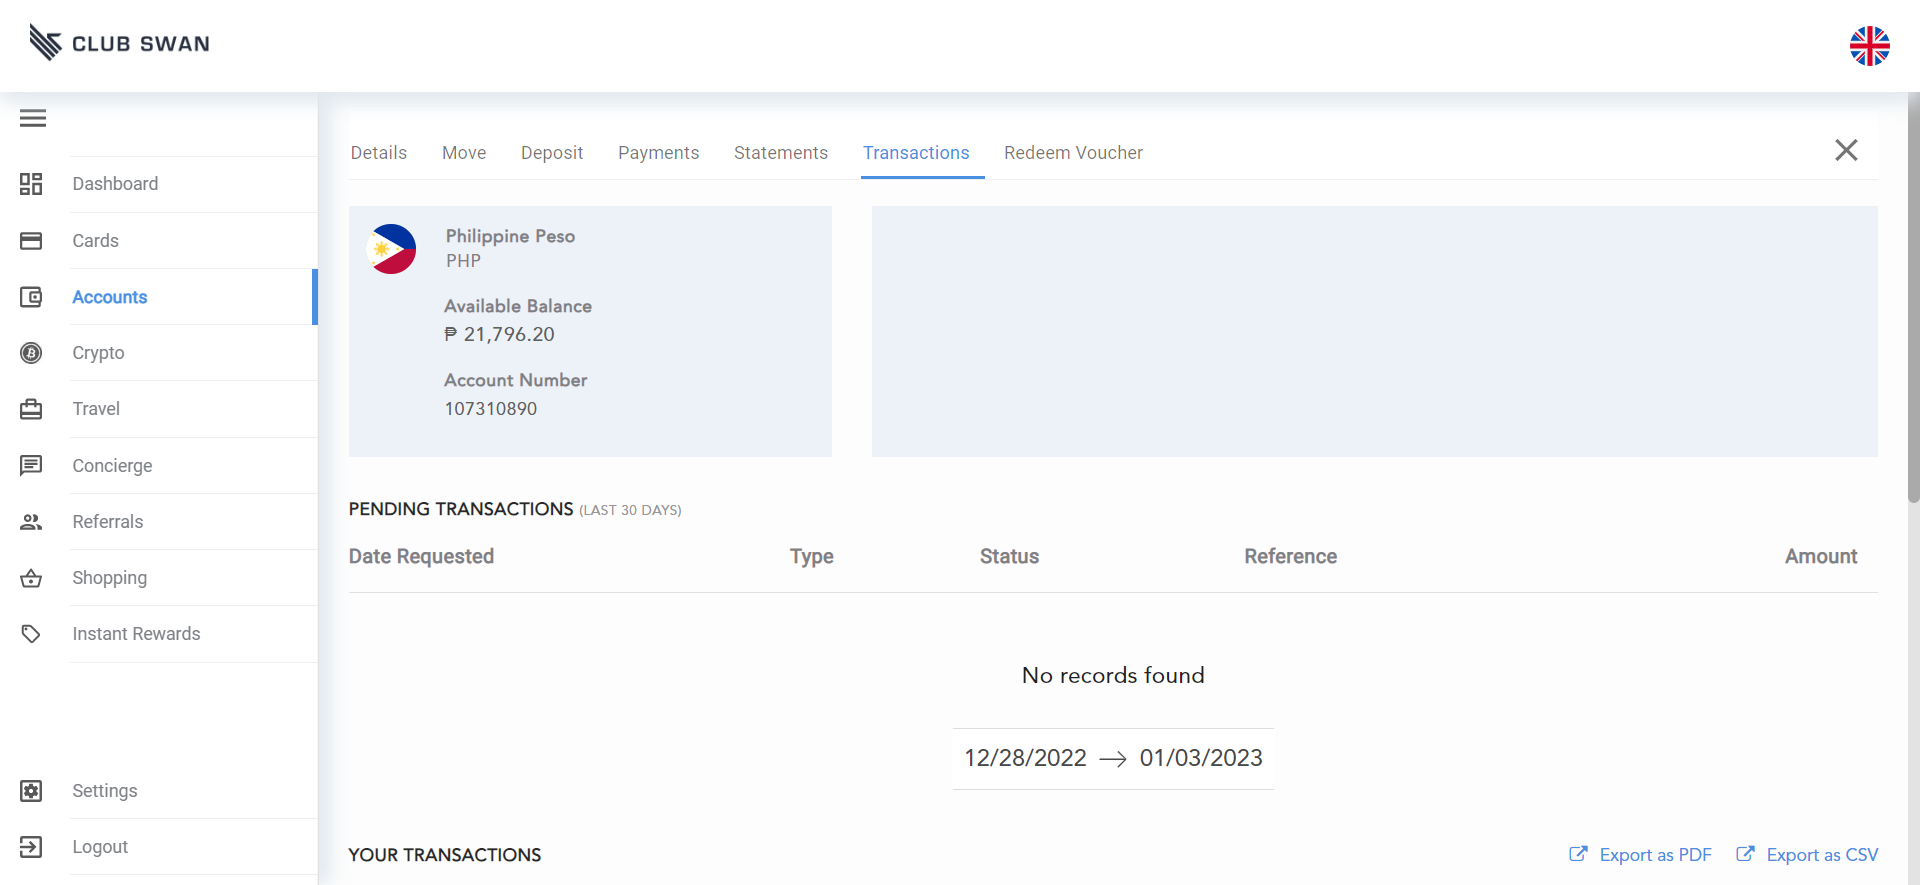 CLUB SWAN
Details Move Deposit Payments Statements Transactions Redeem Voucher
Dashboard
Cards
Accounts
Crypto
Travel
Concierge
Referrals
Shopping
Instant Rewards
Settings
Logout
Philippine Peso
PHP
Available Balance
₱ 21,796.20
Account Number
107310890
PENDING TRANSACTIONS (LAST 30 DAYS)
Date Requested Type Status Reference Amount
No records found
12/28/2022 → 01/03/2023
YOUR TRANSACTIONS Export as PDF Export as CSV